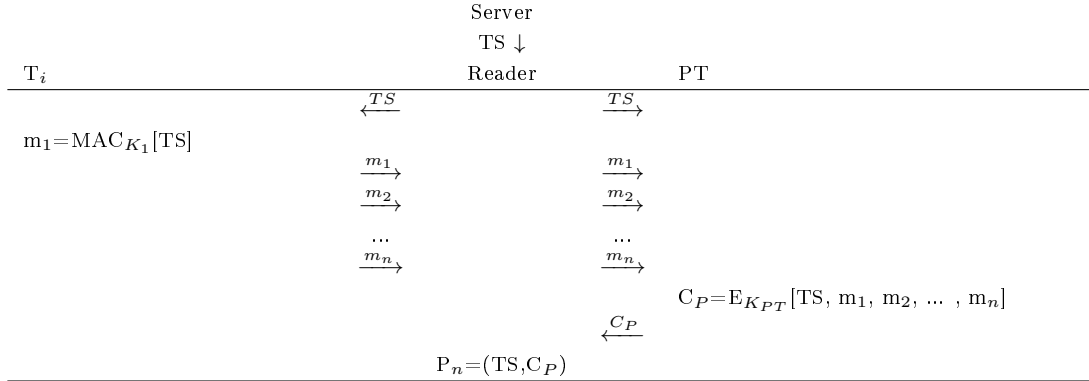 Server
TS ↓
T_i Reader PT
TS TS
m_1=MAC_{K_1}[TS]
m_1 m_1
m_2 m_2
... ...
m_n m_n
C_P=E_{K_{PT}}[TS, m_1, m_2, ... , m_n]
C_P
P_n=(TS,C_P)